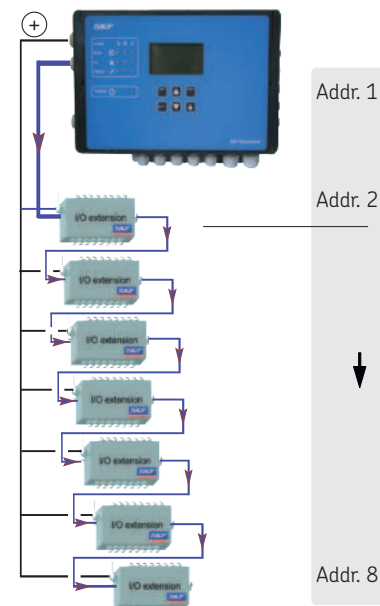 +
SKF
Addr. 1
Addr. 2
I/O extension
SKF
I/O extension
SKF
I/O extension
SKF
I/O extension
SKF
I/O extension
SKF
I/O extension
SKF
I/O extension
SKF
Addr. 8